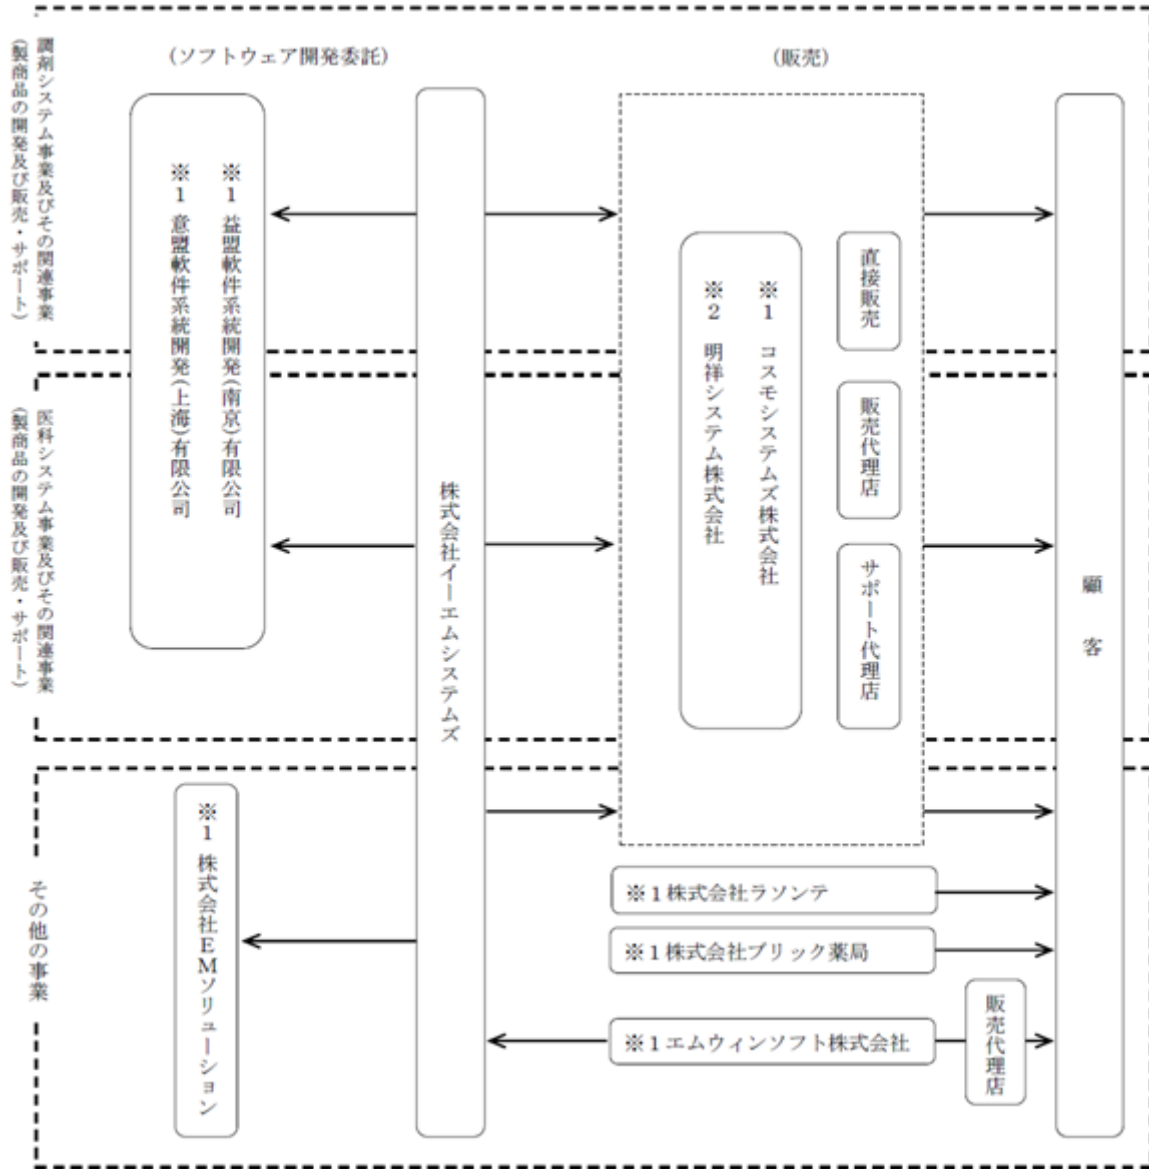 (ソフトウェア開発委託)
(販売)
調剤システム事業及びその関連事業
(製商品の開発及び販売・サポート)
※1 益盟軟件系統開発(南京)有限公司
※1 意盟軟件系統開発(上海)有限公司
株式会社イーエムシステムズ
※1 コスモシステムズ株式会社
※2 明祥システム株式会社
直接販売
販売代理店
サポート代理店
顧客
医科システム事業及びその関連事業
(製商品の開発及び販売・サポート)
その他の事業
※1 株式会社EMソリューション
※1株式会社ラソンテ
※1株式会社ブリック薬局
※1エムウィンソフト株式会社
販売代理店